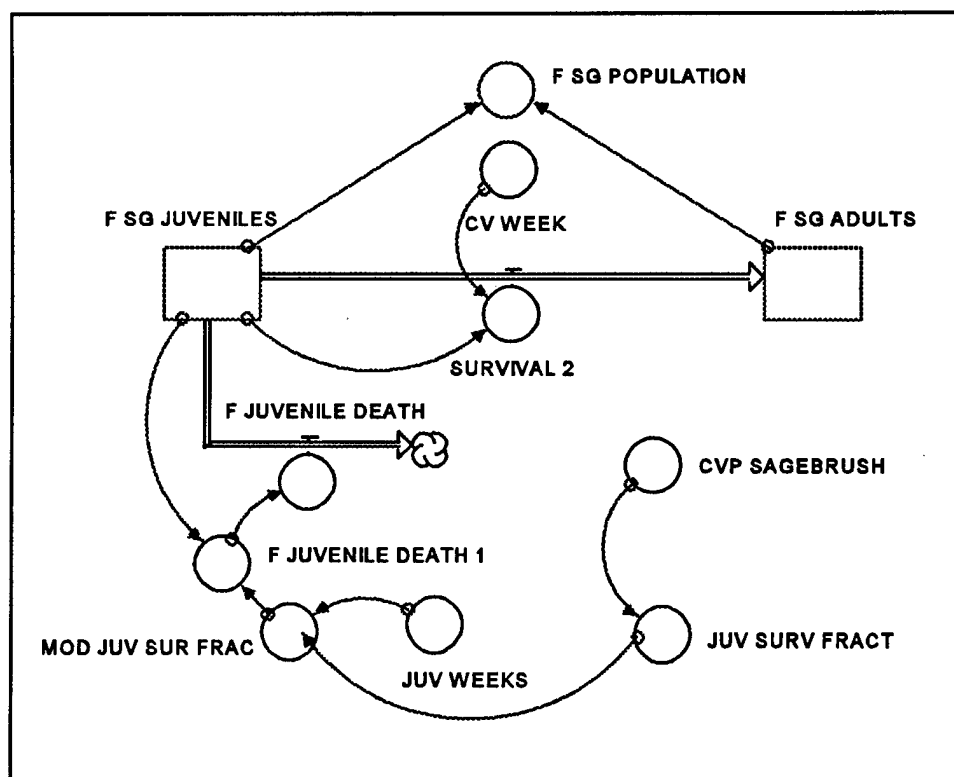 F SG POPULATION
F SG JUVENILES
CV WEEK
F SG ADULTS
SURVIVAL 2
F JUVENILE DEATH
CVP SAGEBRUSH
F JUVENILE DEATH 1
MOD JUV SUR FRAC
JUV WEEKS
JUV SURV FRACT